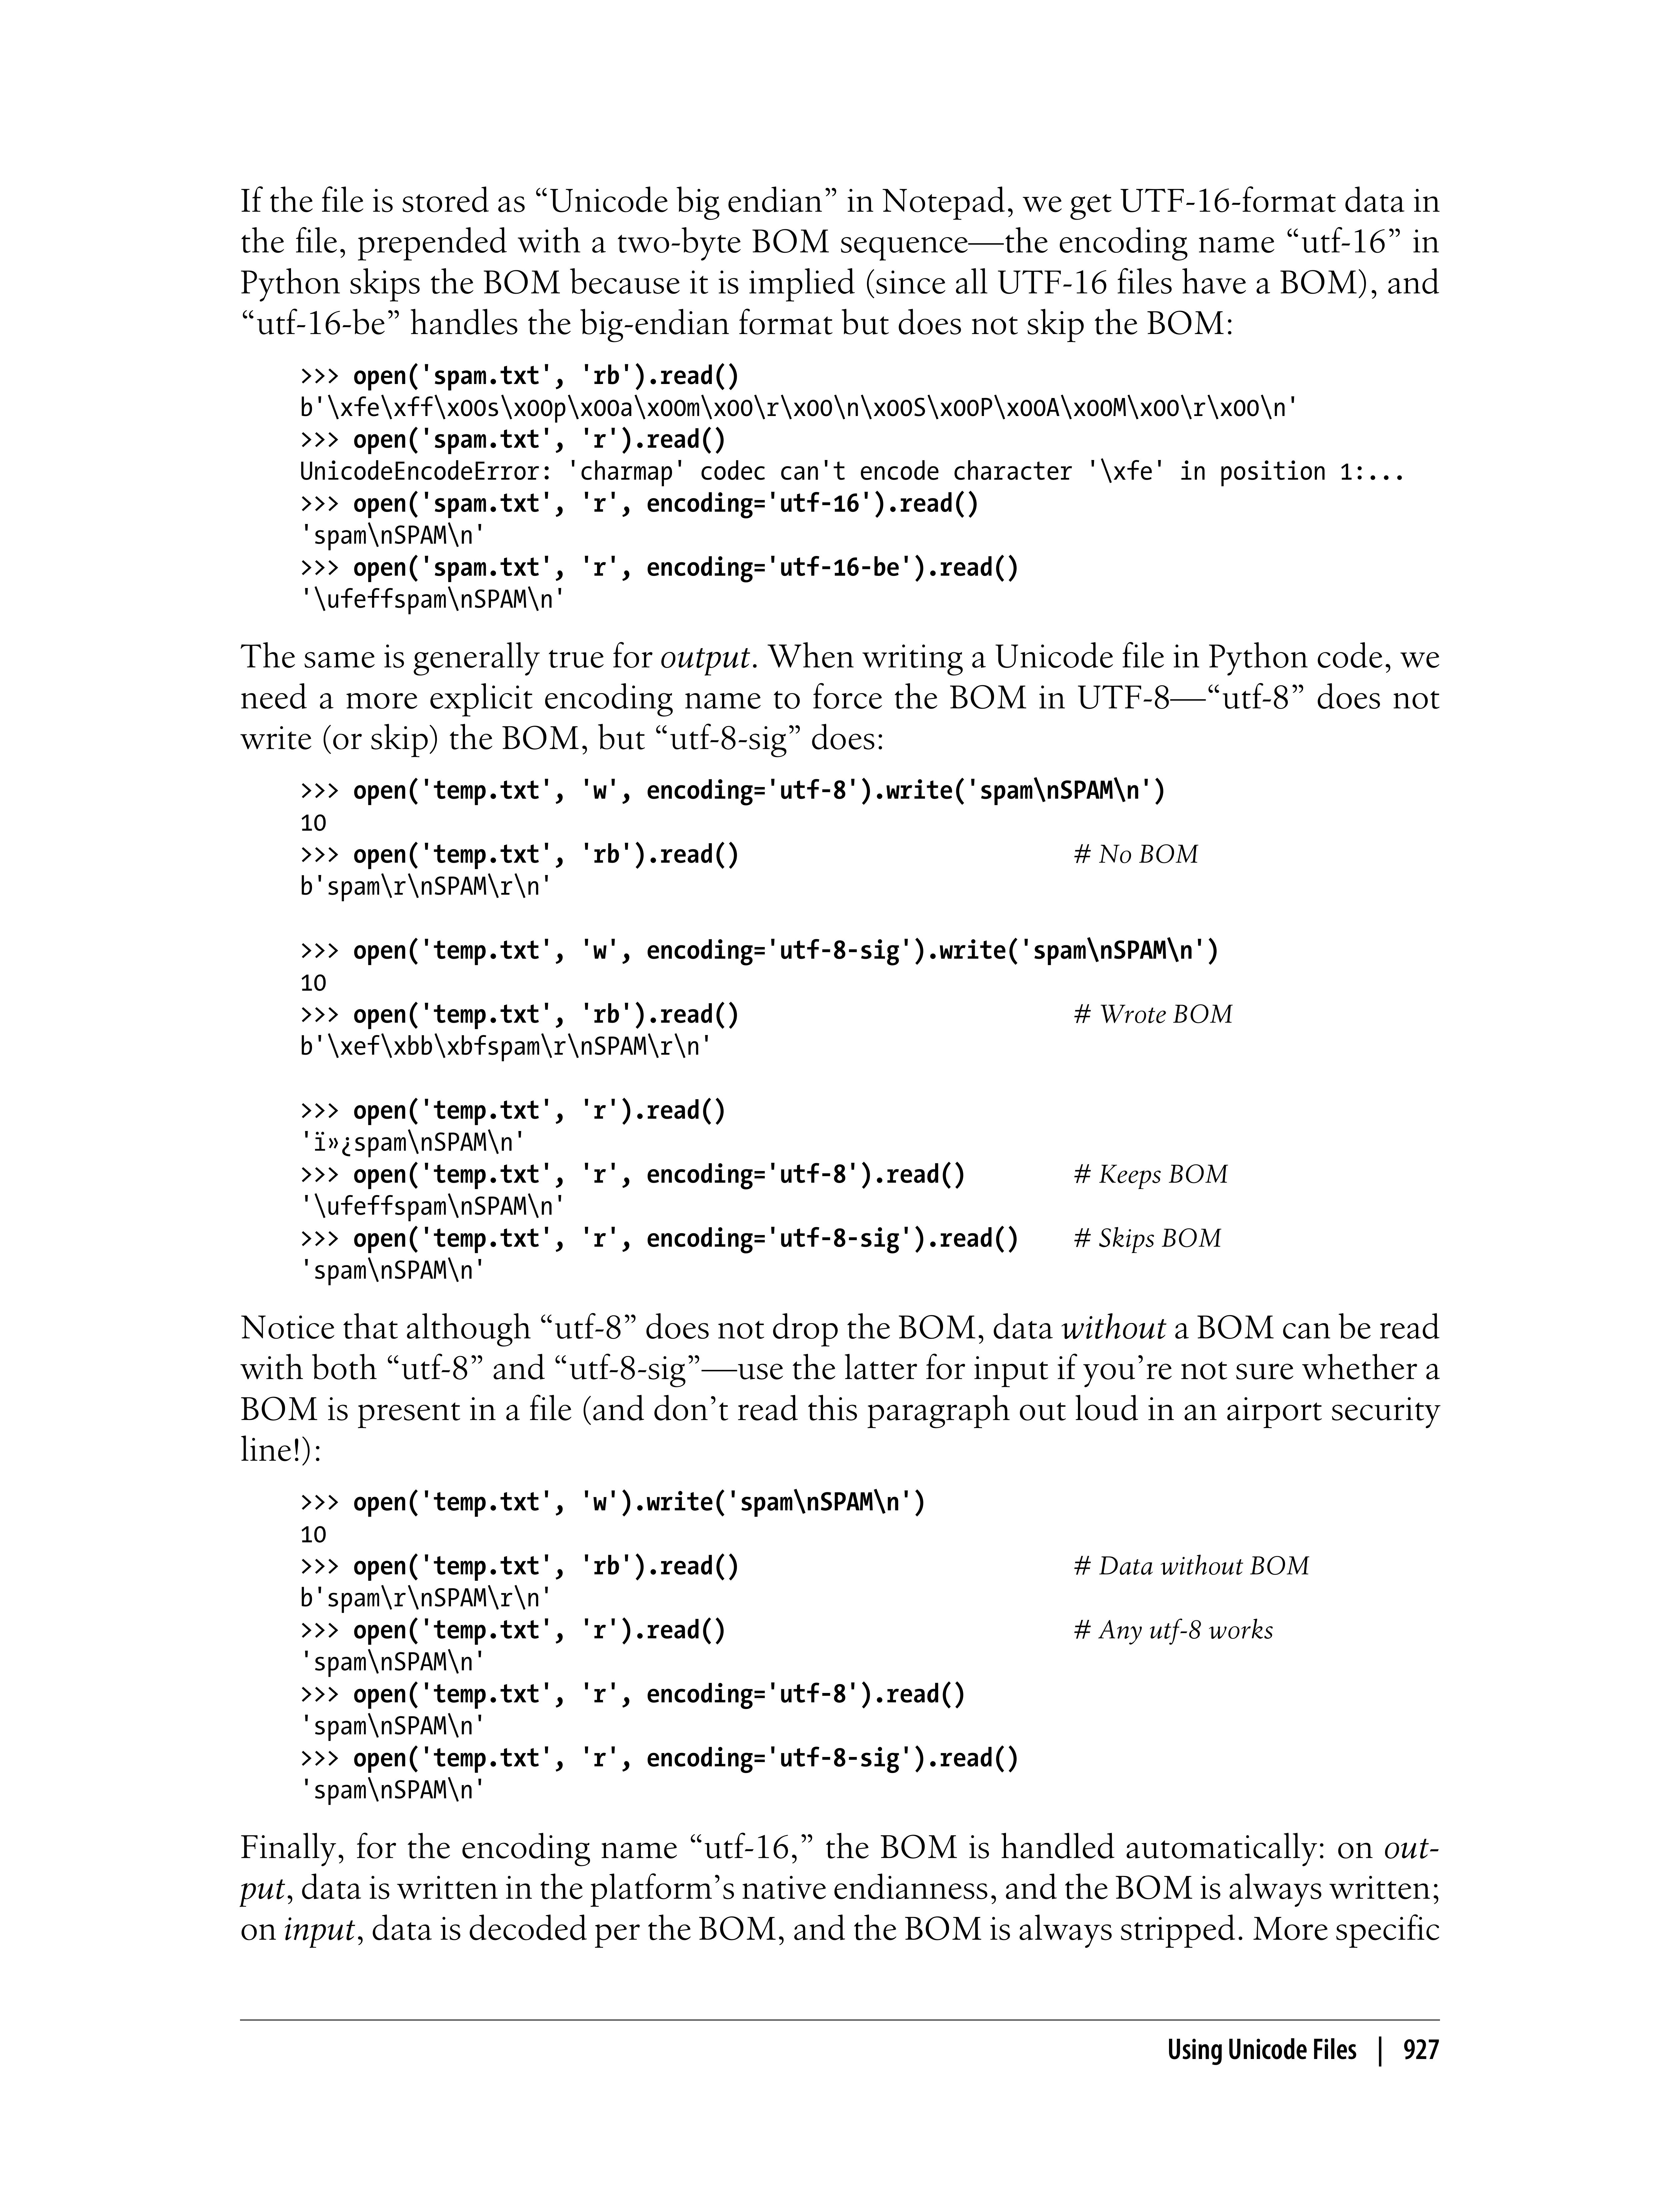 If the file is stored as “Unicode big endian” in Notepad, we get UTF-16-format data in
the file, prepended with a two-byte BOM sequence—the encoding name “utf-16” in
Python skips the BOM because it is implied (since all UTF-16 files have a BOM), and
“utf-16-be” handles the big-endian format but does not skip the BOM:
>>> open('spam.txt', 'rb').read()
b'\xfe\xff\x00s\x00p\x00a\x00m\x00\r\x00\n\x00S\x00P\x00A\x00M\x00\r\x00\n'
>>> open('spam.txt', 'r').read()
UnicodeEncodeError: 'charmap' codec can't encode character '\xfe' in position 1:...
>>> open('spam.txt', 'r', encoding='utf-16').read()
'spam\nSPAM\n'
>>> open('spam.txt', 'r', encoding='utf-16-be').read()
'\ufeffspam\nSPAM\n'
The same is generally true for output. When writing a Unicode file in Python code, we
need a more explicit encoding name to force the BOM in UTF-8—“utf-8” does not
write (or skip) the BOM, but “utf-8-sig” does:
>>> open('temp.txt', 'w', encoding='utf-8').write('spam\nSPAM\n')
10
>>> open('temp.txt', 'rb').read() # No BOM
b'spam\r\nSPAM\r\n'
>>> open('temp.txt', 'w', encoding='utf-8-sig').write('spam\nSPAM\n')
10
>>> open('temp.txt', 'rb').read() # Wrote BOM
b'\xef\xbb\xbfspam\r\nSPAM\r\n'
>>> open('temp.txt', 'r').read()
'ï»¿spam\nSPAM\n'
>>> open('temp.txt', 'r', encoding='utf-8').read() # Keeps BOM
'\ufeffspam\nSPAM\n'
>>> open('temp.txt', 'r', encoding='utf-8-sig').read() # Skips BOM
'spam\nSPAM\n'
Notice that although “utf-8” does not drop the BOM, data without a BOM can be read
with both “utf-8” and “utf-8-sig”—use the latter for input if you’re not sure whether a
BOM is present in a file (and don’t read this paragraph out loud in an airport security
line!):
>>> open('temp.txt', 'w').write('spam\nSPAM\n')
10
>>> open('temp.txt', 'rb').read() # Data without BOM
b'spam\r\nSPAM\r\n'
>>> open('temp.txt', 'r').read() # Any utf-8 works
'spam\nSPAM\n'
>>> open('temp.txt', 'r', encoding='utf-8').read()
'spam\nSPAM\n'
>>> open('temp.txt', 'r', encoding='utf-8-sig').read()
'spam\nSPAM\n'
Finally, for the encoding name “utf-16,” the BOM is handled automatically: on out-
put, data is written in the platform’s native endianness, and the BOM is always written;
on input, data is decoded per the BOM, and the BOM is always stripped. More specific
Using Unicode Files | 927